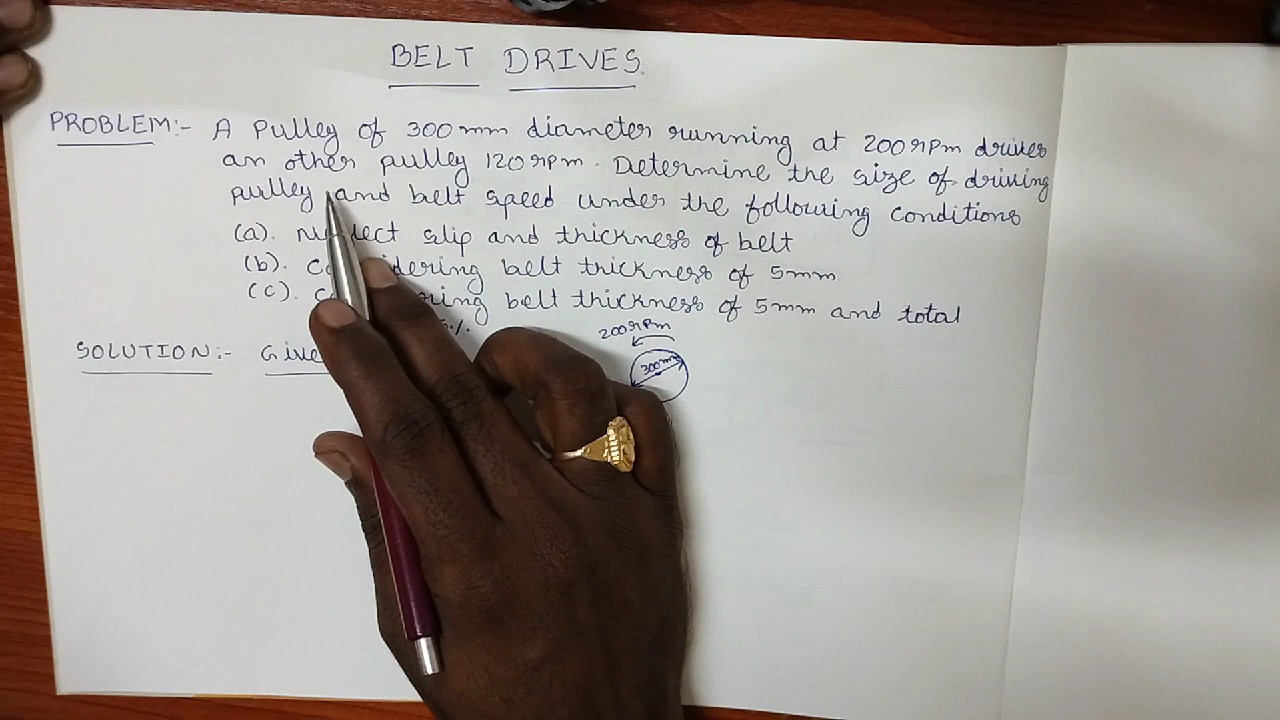 BELT DRIVES.
PROBLEM:- A Pulley of 300mm diameter running at 200rpm drives
an other pulley 120rpm. Determine the size of driving
pulley and belt speed under the following conditions
(a). slip and thickness of belt
(b). belt thickness of 5mm
(c). belt thickness of 5mm and total
200rpm
SOLUTION:-
300mm